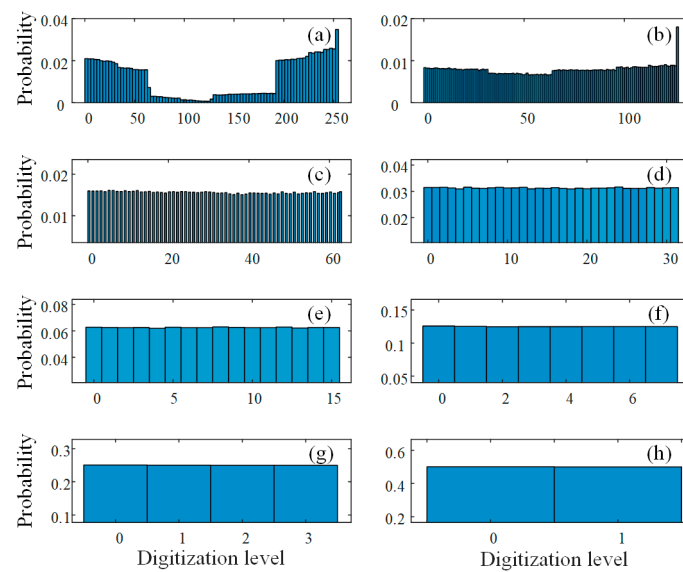 (a)
Probability
0.04
0.02
0
0 50 100 150 200 250
(b)
0.02
0.01
0
0 50 100
(c)
Probability
0.02
0.01
0 20 40 60
(d)
0.04
0.03
0.02
0 10 20 30
(e)
Probability
0.08
0.06
0.04
0 5 10 15
(f)
0.15
0.1
0.05
0 2 4 6
(g)
Probability
0.3
0.2
0.1
0 1 2 3
Digitization level
(h)
0.6
0.4
0.2
0 1
Digitization level